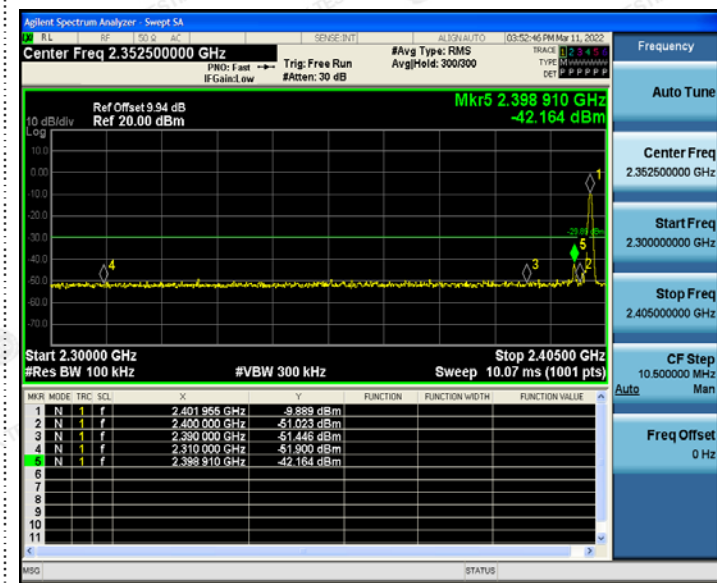 Agilent Spectrum Analyzer - Swept SA
RL RF 50 Ω AC SENSE:INT ALIGN AUTO 03:52:46 PM Mar 11, 2022
Center Freq 2.352500000 GHz
#Avg Type: RMS
TRACE 1 2 3 4 5 6
PNO: Fast
Trig: Free Run
Avg|Hold: 300/300
TYPE M
IFGain:Low
#Atten: 30 dB
DET P P P P P P
Ref Offset 9.94 dB
Mkr5 2.398 910 GHz
10 dB/div
Ref 20.00 dBm
-42.164 dBm
Log
10.0
0.00
1
-10.0
-20.0
-29.89 dBm
-30.0
5
-40.0
4
3
2
-50.0
-60.0
-70.0
Start 2.30000 GHz
Stop 2.40500 GHz
#Res BW 100 kHz
#VBW 300 kHz
Sweep 10.07 ms (1001 pts)
MKR MODE TRC SCL X Y FUNCTION FUNCTION WIDTH FUNCTION VALUE
1 N 1 f 2.401 955 GHz -9.889 dBm
2 N 1 f 2.400 000 GHz -51.023 dBm
3 N 1 f 2.390 000 GHz -51.446 dBm
4 N 1 f 2.310 000 GHz -51.900 dBm
5 N 1 f 2.398 910 GHz -42.164 dBm
6
7
8
9
10
11
MSG
STATUS
Frequency
Auto Tune
Center Freq
2.352500000 GHz
Start Freq
2.300000000 GHz
Stop Freq
2.405000000 GHz
CF Step
10.500000 MHz
Auto Man
Freq Offset
0 Hz